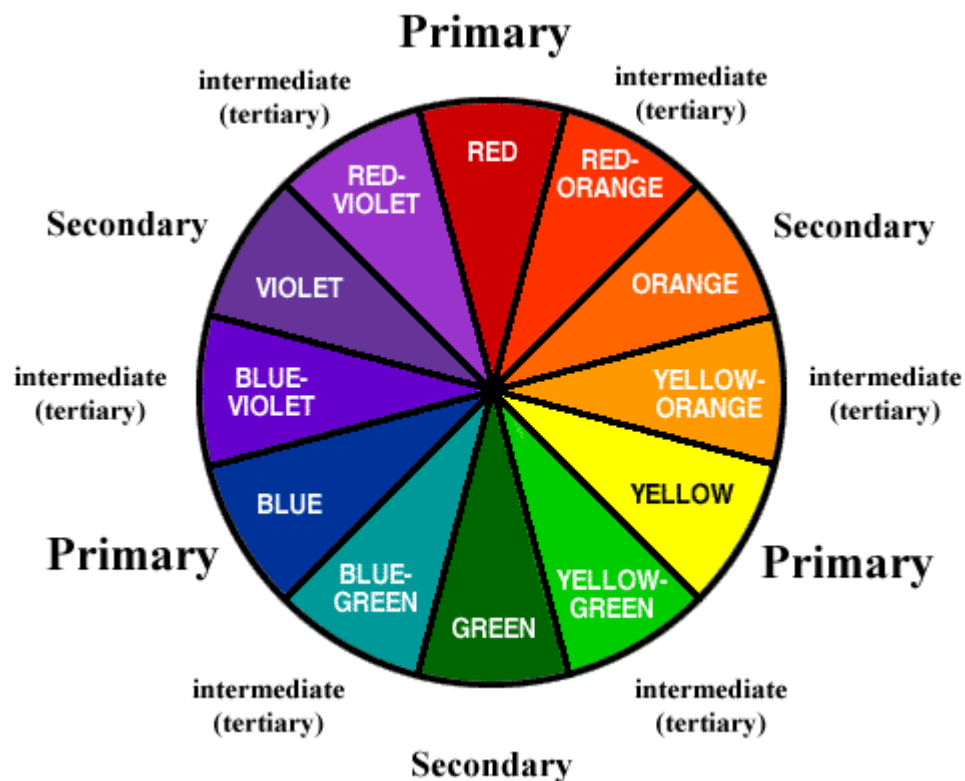 Primary
intermediate
(tertiary)
intermediate
(tertiary)
RED
RED-
ORANGE
RED-
VIOLET
Secondary
Secondary
ORANGE
VIOLET
intermediate
(tertiary)
BLUE-
VIOLET
YELLOW-
ORANGE
intermediate
(tertiary)
BLUE
YELLOW
Primary
Primary
BLUE-
GREEN
GREEN
YELLOW-
GREEN
intermediate
(tertiary)
intermediate
(tertiary)
Secondary